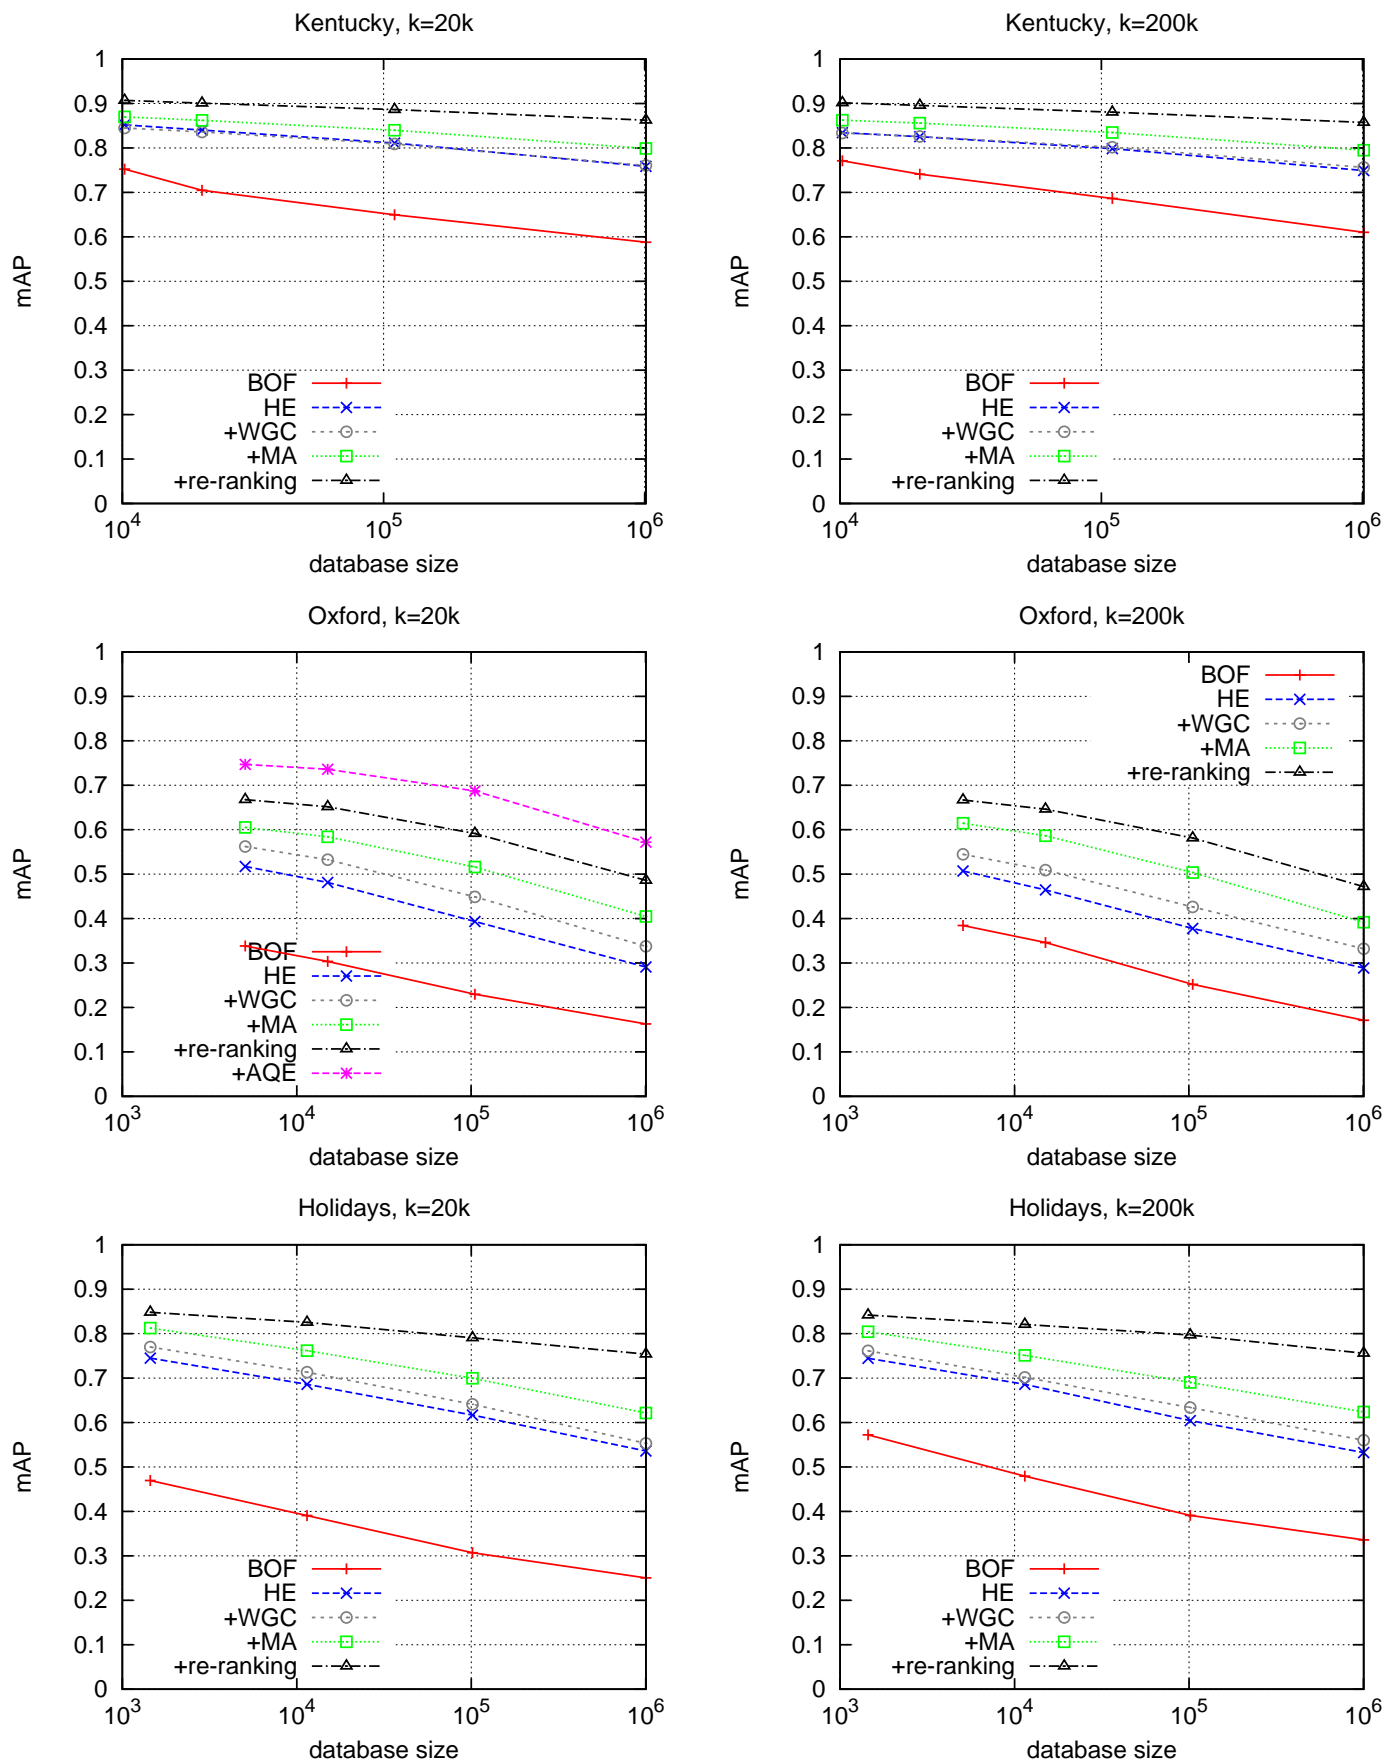 Kentucky, k=20k
1
0.9
0.8
0.7
0.6
0.5
0.4
0.3
0.2
0.1
0
mAP
BOF
HE
+WGC
+MA
+re-ranking
10^4 10^5 10^6
database size
Kentucky, k=200k
1
0.9
0.8
0.7
0.6
0.5
0.4
0.3
0.2
0.1
0
mAP
BOF
HE
+WGC
+MA
+re-ranking
10^4 10^5 10^6
database size
Oxford, k=20k
1
0.9
0.8
0.7
0.6
0.5
0.4
0.3
0.2
0.1
0
mAP
BOF
HE
+WGC
+MA
+re-ranking
+AQE
10^3 10^4 10^5 10^6
database size
Oxford, k=200k
1
0.9
0.8
0.7
0.6
0.5
0.4
0.3
0.2
0.1
0
mAP
BOF
HE
+WGC
+MA
+re-ranking
10^3 10^4 10^5 10^6
database size
Holidays, k=20k
1
0.9
0.8
0.7
0.6
0.5
0.4
0.3
0.2
0.1
0
mAP
BOF
HE
+WGC
+MA
+re-ranking
10^3 10^4 10^5 10^6
database size
Holidays, k=200k
1
0.9
0.8
0.7
0.6
0.5
0.4
0.3
0.2
0.1
0
mAP
BOF
HE
+WGC
+MA
+re-ranking
10^3 10^4 10^5 10^6
database size